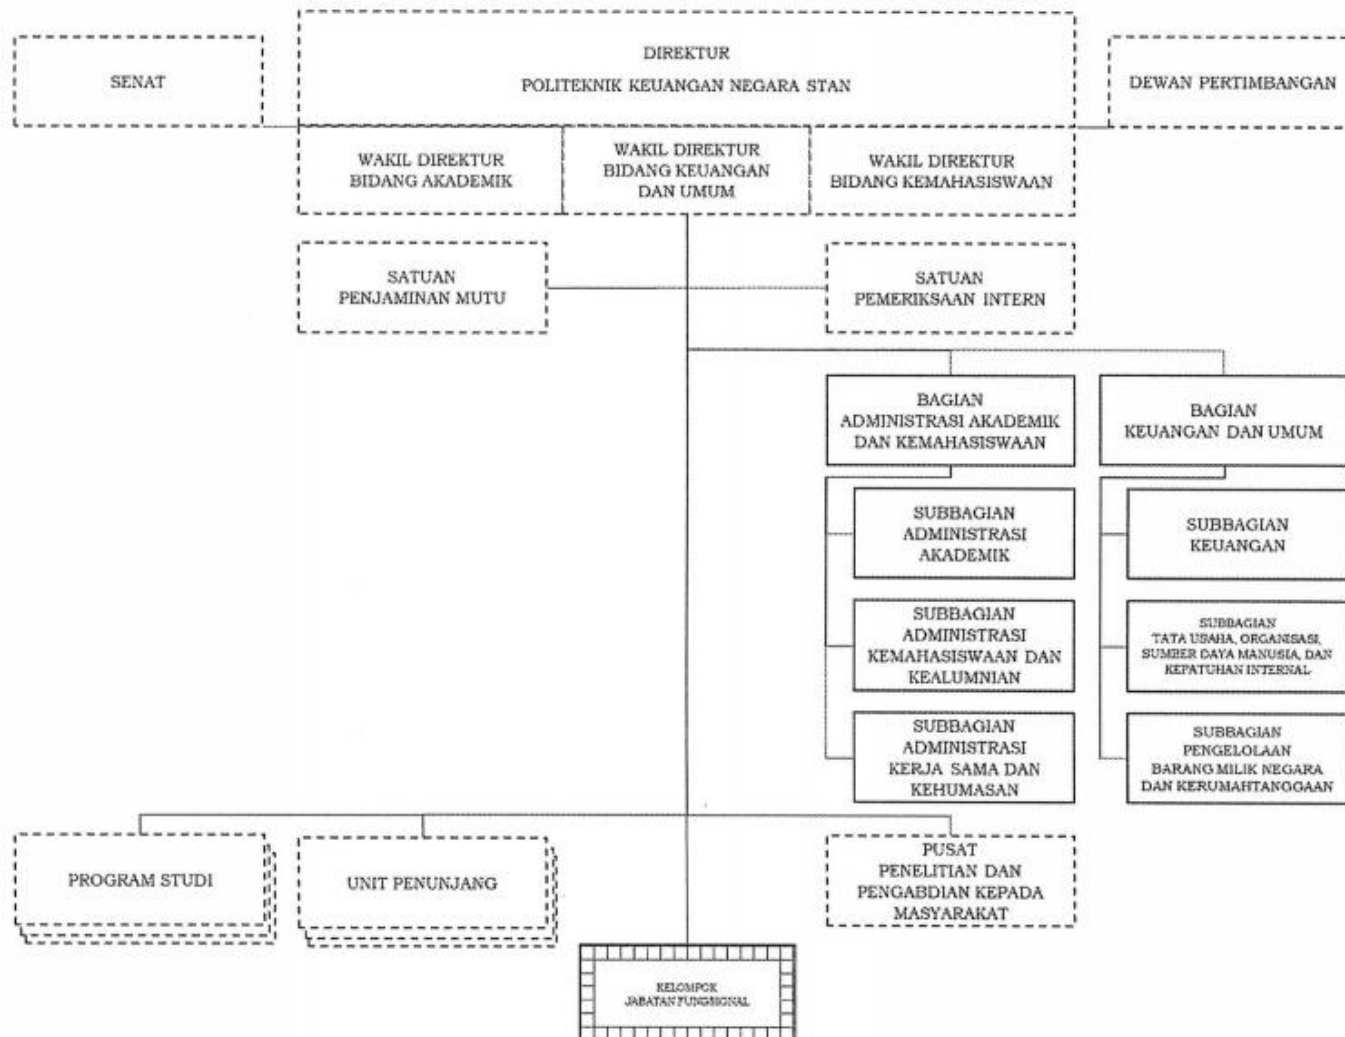 SENAT
DIREKTUR
POLITEKNIK KEUANGAN NEGARA STAN
DEWAN PERTIMBANGAN
WAKIL DIREKTUR
BIDANG AKADEMIK
WAKIL DIREKTUR
BIDANG KEUANGAN
DAN UMUM
WAKIL DIREKTUR
BIDANG KEMAHASISWAAN
SATUAN
PENJAMINAN MUTU
SATUAN
PEMERIKSAAN INTERN
BAGIAN
ADMINISTRASI AKADEMIK
DAN KEMAHASISWAAN
BAGIAN
KEUANGAN DAN UMUM
SUBBAGIAN
ADMINISTRASI
AKADEMIK
SUBBAGIAN
KEUANGAN
SUBBAGIAN
ADMINISTRASI
KEMAHASISWAAN DAN
KEALUMNIAN
SUBBAGIAN
TATA USAHA, ORGANISASI,
SUMBER DAYA MANUSIA, DAN
KEPATUHAN INTERNAL
SUBBAGIAN
ADMINISTRASI
KERJA SAMA DAN
KEHUMASAN
SUBBAGIAN
PENGELOLAAN
BARANG MILIK NEGARA
DAN KERUMAHTANGGAAN
PROGRAM STUDI
UNIT PENUNJANG
PUSAT
PENELITIAN DAN
PENGABDIAN KEPADA
MASYARAKAT
KELOMPOK
JABATAN FUNGSIONAL